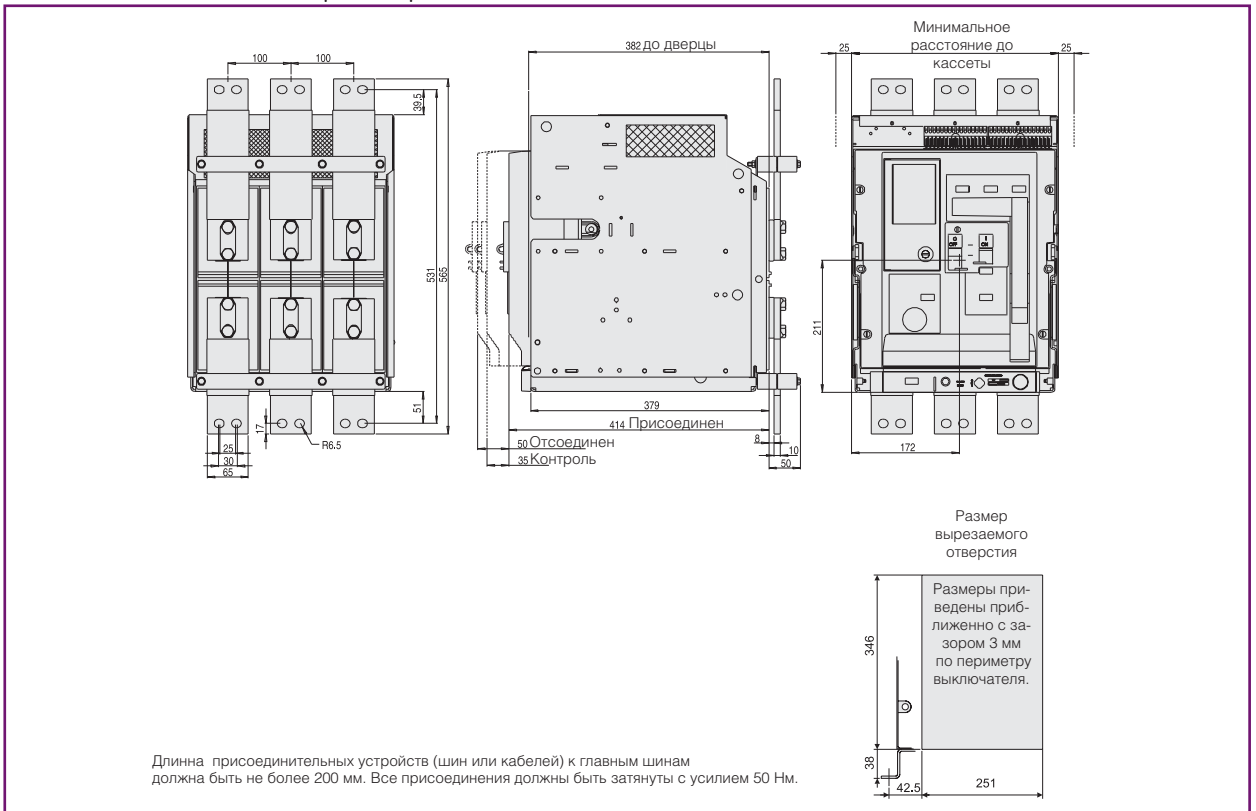 382 до дверцы
Минимальное
расстояние до
кассеты
25
25
100
100
39.5
531
565
51
17
R6.5
25
30
65
379
414 Присоединен
50 Отсоединен
35 Контроль
8
10
50
OFF
ON
211
172
Размер
вырезаемого
отверстия
Размеры при-
ведены приб-
лиженно с за-
зором 3 мм
по периметру
выключателя.
346
38
42.5
251
Длинна присоединительных устройств (шин или кабелей) к главным шинам
должна быть не более 200 мм. Все присоединения должны быть затянуты с усилием 50 Нм.